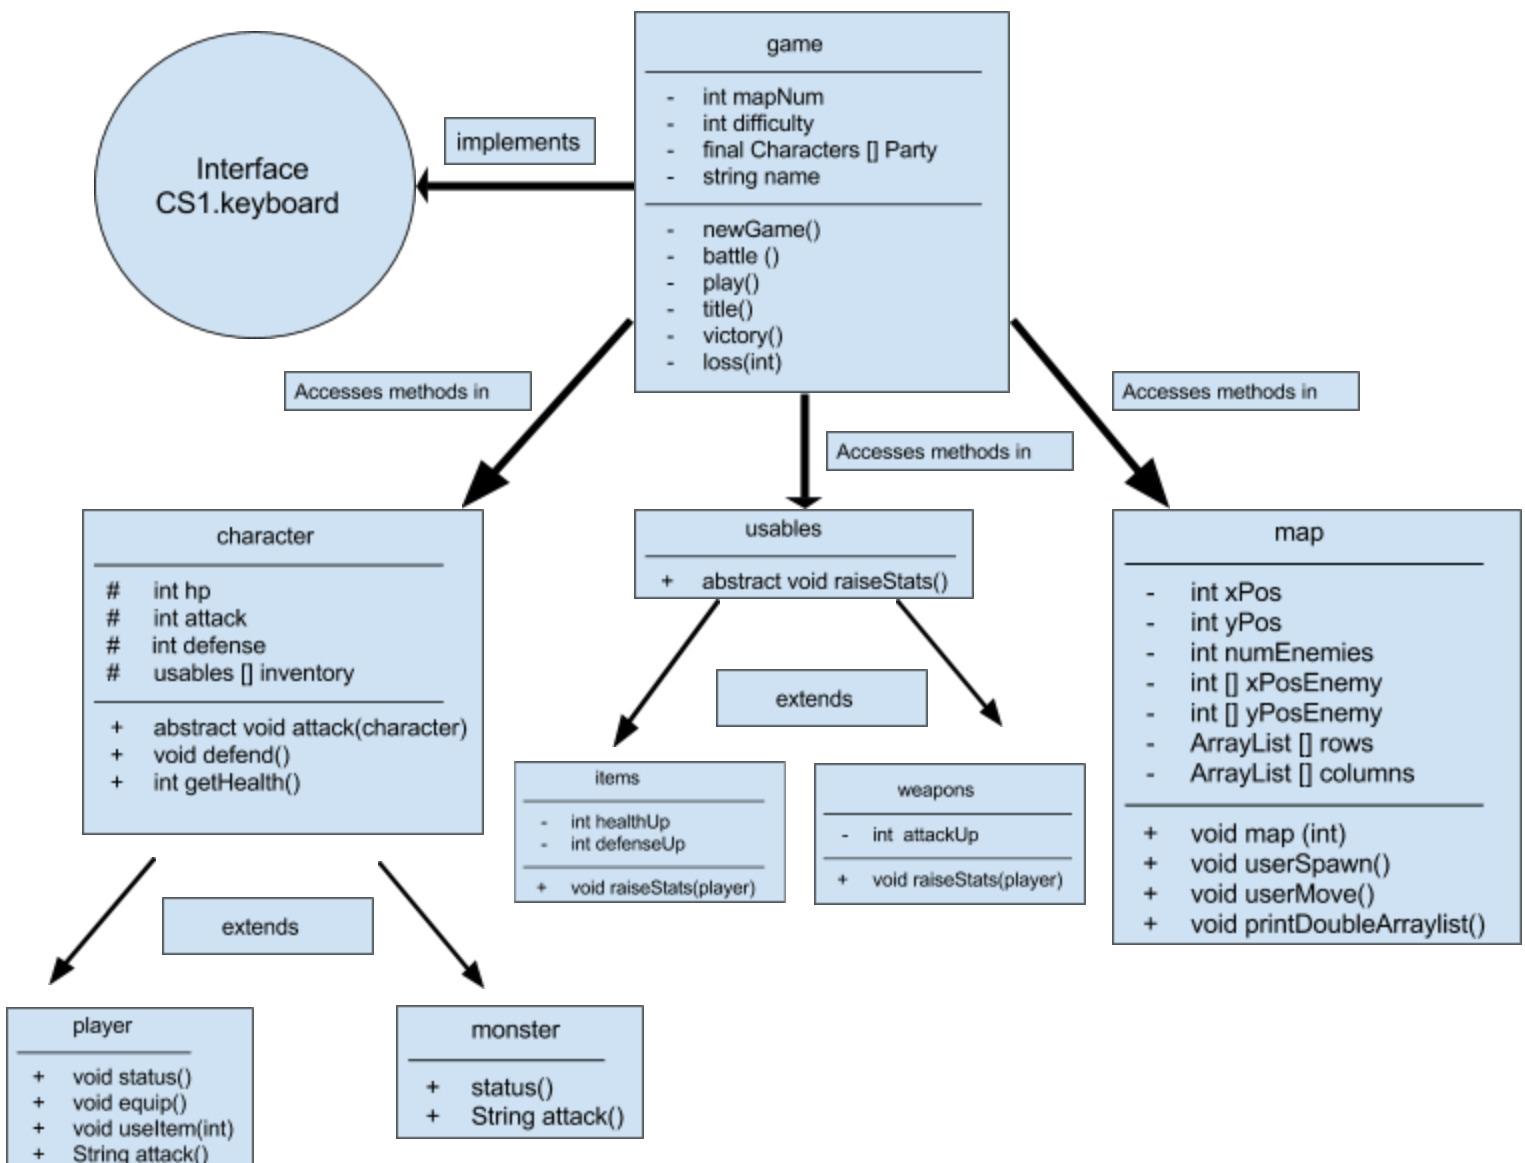 game
- int mapNum
- int difficulty
- final Characters [] Party
- string name
- newGame()
- battle ()
- play()
- title()
- victory()
- loss(int)
implements
Interface
CS1.keyboard
Accesses methods in
Accesses methods in
Accesses methods in
character
# int hp
# int attack
# int defense
# usables [] inventory
+ abstract void attack(character)
+ void defend()
+ int getHealth()
usables
+ abstract void raiseStats()
map
- int xPos
- int yPos
- int numEnemies
- int [] xPosEnemy
- int [] yPosEnemy
- ArrayList [] rows
- ArrayList [] columns
+ void map (int)
+ void userSpawn()
+ void userMove()
+ void printDoubleArraylist()
extends
items
- int healthUp
- int defenseUp
+ void raiseStats(player)
weapons
- int attackUp
+ void raiseStats(player)
extends
player
+ void status()
+ void equip()
+ void useItem(int)
+ String attack()
monster
+ status()
+ String attack()